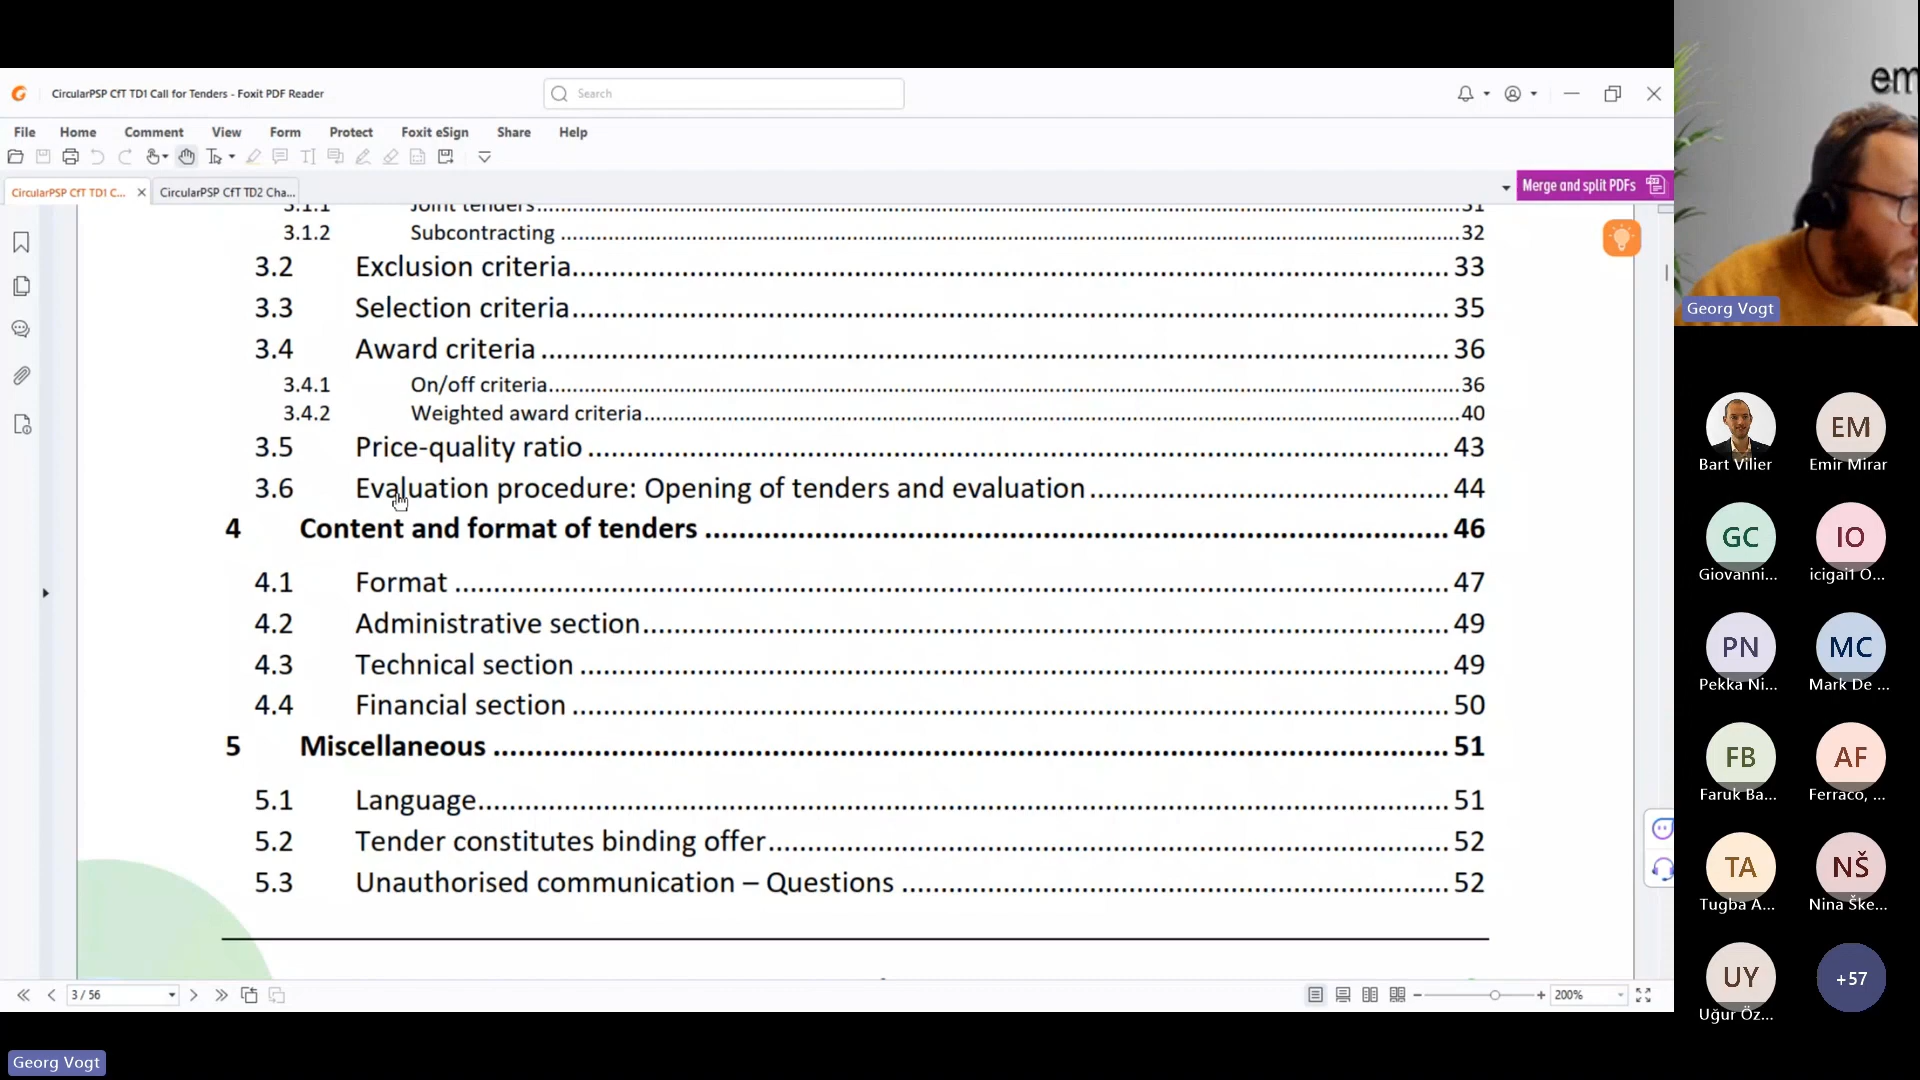 CircularPSP CfT TD1 Call for Tenders - Foxit PDF Reader
Search
File Home Comment View Form Protect Foxit eSign Share Help
CircularPSP CfT TD1 C...
CircularPSP CfT TD2 Cha...
Merge and split PDFs
3.1.1 Joint tenders 31
3.1.2 Subcontracting 32
3.2 Exclusion criteria 33
3.3 Selection criteria 35
3.4 Award criteria 36
3.4.1 On/off criteria 36
3.4.2 Weighted award criteria 40
3.5 Price-quality ratio 43
3.6 Evaluation procedure: Opening of tenders and evaluation 44
4 Content and format of tenders 46
4.1 Format 47
4.2 Administrative section 49
4.3 Technical section 49
4.4 Financial section 50
5 Miscellaneous 51
5.1 Language 51
5.2 Tender constitutes binding offer 52
5.3 Unauthorised communication – Questions 52
3 / 56
200%
Georg Vogt
em
Georg Vogt
Bart Vilier
EM
Emir Mirar
GC
Giovanni...
IO
icigai1 O...
PN
Pekka Ni...
MC
Mark De ...
FB
Faruk Ba...
AF
Ferraco, ...
TA
Tugba A...
NŠ
Nina Ške...
UY
Uğur Öz...
+57